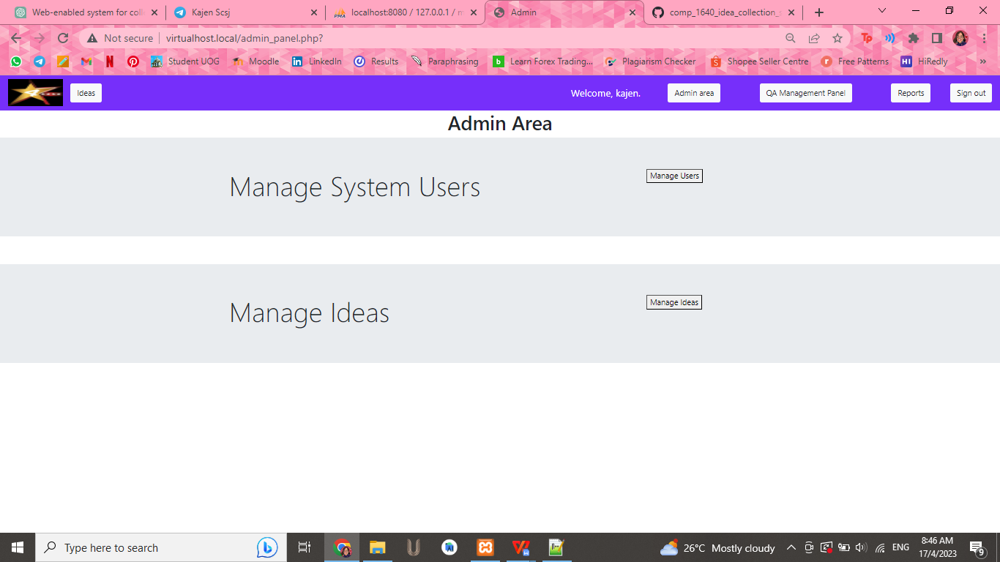 Web-enabled system for coll
Kajen Scsj
localhost:8080 / 127.0.0.1 / m
Admin
comp_1640_idea_collection_s
Not secure
virtualhost.local/admin_panel.php?
Student UOG
Moodle
LinkedIn
Results
Paraphrasing
Learn Forex Trading...
Plagiarism Checker
Shopee Seller Centre
Free Patterns
HiRedly
Ideas
Welcome, kajen.
Admin area
QA Management Panel
Reports
Sign out
Admin Area
Manage System Users
Manage Users
Manage Ideas
Manage Ideas
Type here to search
26°C Mostly cloudy
ENG
8:46 AM
17/4/2023
9